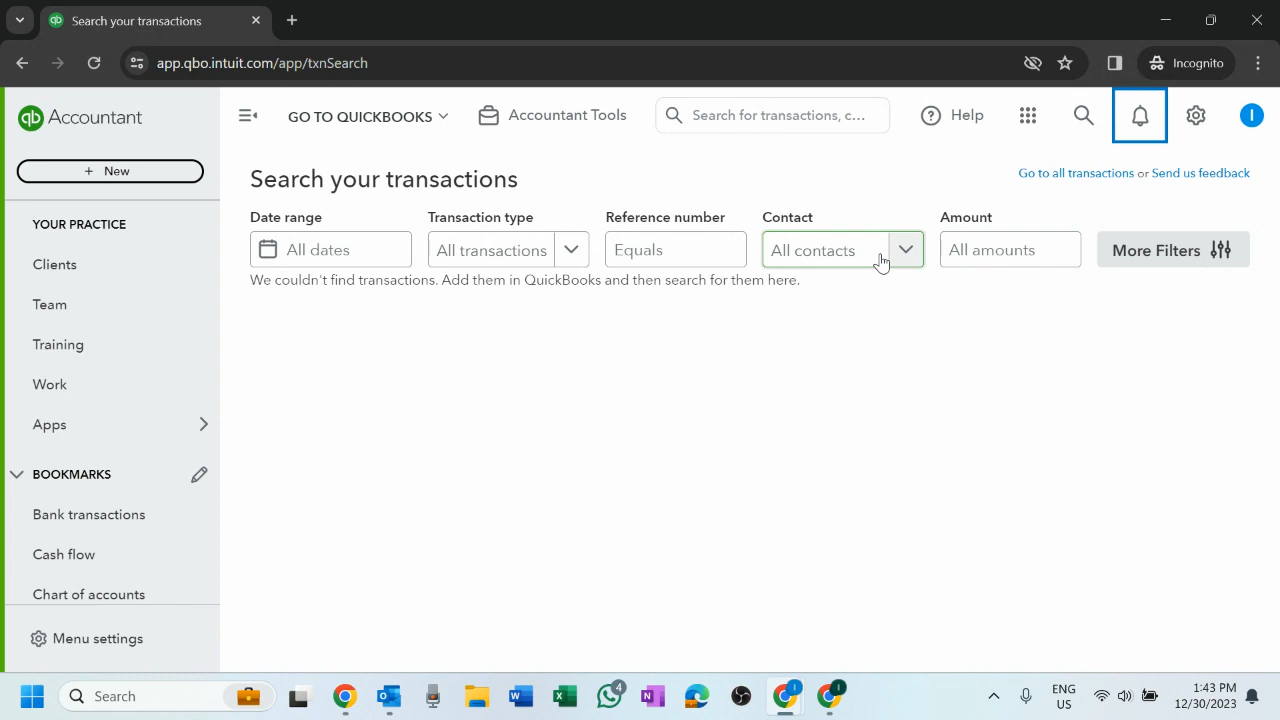 Search your transactions
app.qbo.intuit.com/app/txnSearch
Incognito
qb Accountant
GO TO QUICKBOOKS
Accountant Tools
Search for transactions, c...
Help
I
+ New
Search your transactions
Go to all transactions or Send us feedback
YOUR PRACTICE
Date range
Transaction type
Reference number
Contact
Amount
All dates
All transactions
Equals
All contacts
All amounts
More Filters
We couldn't find transactions. Add them in QuickBooks and then search for them here.
Clients
Team
Training
Work
Apps
BOOKMARKS
Bank transactions
Cash flow
Chart of accounts
Menu settings
Search
4
I
I
ENG
US
1:43 PM
12/30/2023